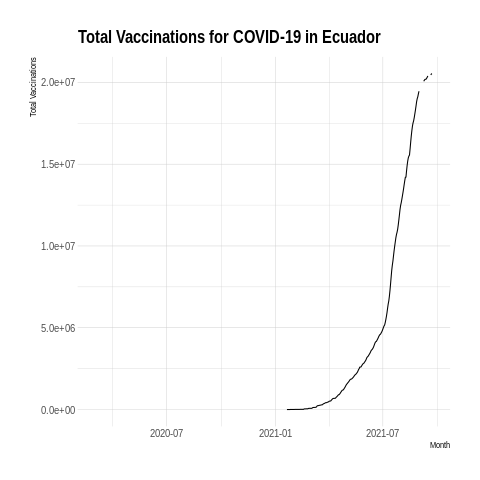 Total Vaccinations for COVID-19 in Ecuador
Total Vaccinations
2.0e+07
1.5e+07
1.0e+07
5.0e+06
0.0e+00
2020-07 2021-01 2021-07
Month